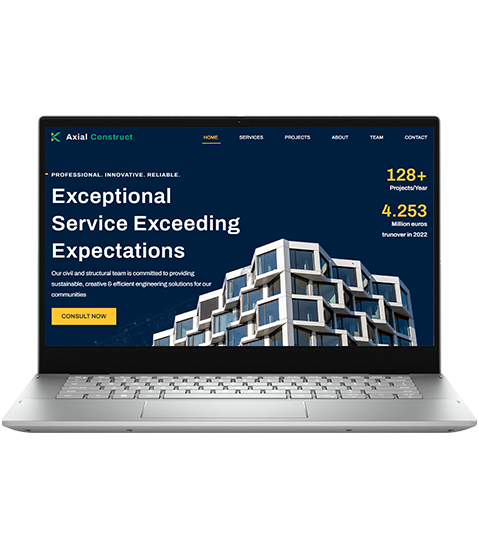 Axial Construct
HOME SERVICES PROJECTS ABOUT TEAM CONTACT
PROFESSIONAL. INNOVATIVE. RELIABLE.
Exceptional
Service Exceeding
Expectations
Our civil and structural team is committed to providing
sustainable, creative & efficient engineering solutions for our
communities
CONSULT NOW
128+
Projects/Year
4.253
Million euros
trunover in 2022